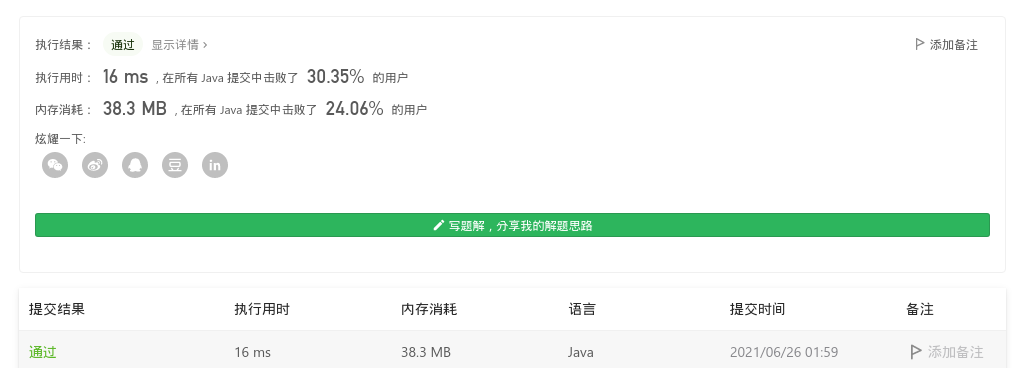 执行结果： 通过 显示详情 › 添加备注
执行用时： 16 ms , 在所有 Java 提交中击败了 30.35% 的用户
内存消耗： 38.3 MB , 在所有 Java 提交中击败了 24.06% 的用户
炫耀一下:
豆 in
写题解，分享我的解题思路
提交结果 执行用时 内存消耗 语言 提交时间 备注
通过 16 ms 38.3 MB Java 2021/06/26 01:59 添加备注